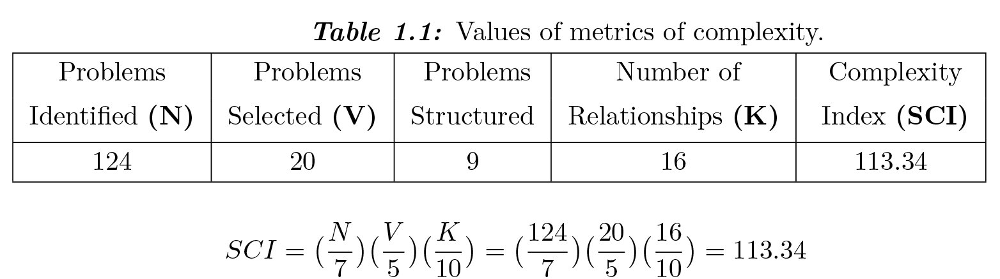 Table 1.1: Values of metrics of complexity.
Problems Identified (N) Problems Selected (V) Problems Structured Number of Relationships (K) Complexity Index (SCI)
124 20 9 16 113.34
SCI = (N/7)(V/5)(K/10) = (124/7)(20/5)(16/10) = 113.34